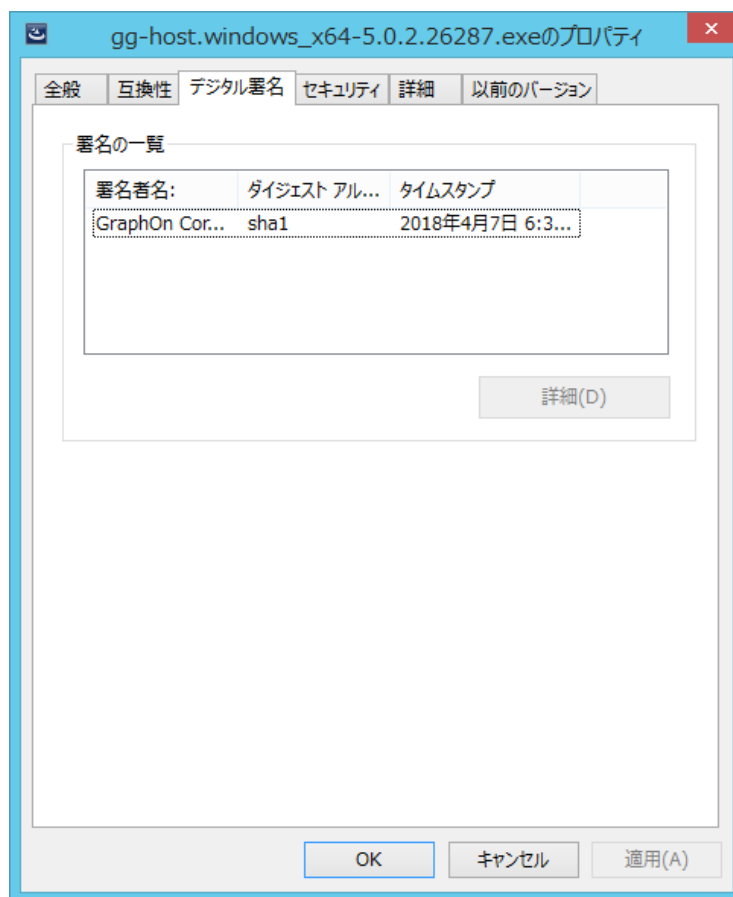 gg-host.windows_x64-5.0.2.26287.exeのプロパティ
全般 互換性 デジタル署名 セキュリティ 詳細 以前のバージョン
署名の一覧
署名者名: ダイジェスト アル... タイムスタンプ
GraphOn Cor... sha1 2018年4月7日 6:3...
詳細(D)
OK キャンセル 適用(A)